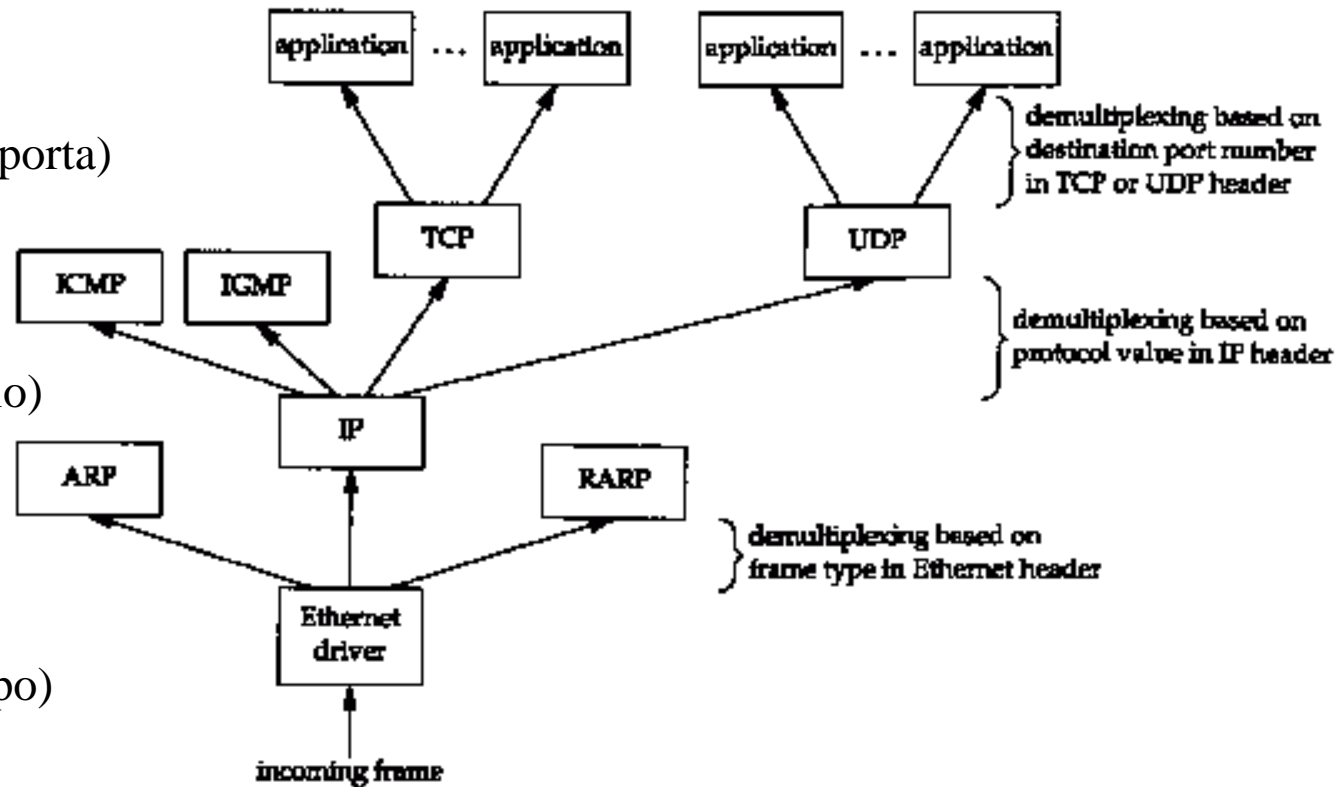 application ... application
application ... application
demultiplexing based on
destination port number
in TCP or UDP header
porta)
TCP
UDP
ICMP
IGMP
demultiplexing based on
protocol value in IP header
o)
IP
ARP
RARP
demultiplexing based on
frame type in Ethernet header
Ethernet
driver
po)
incoming frame